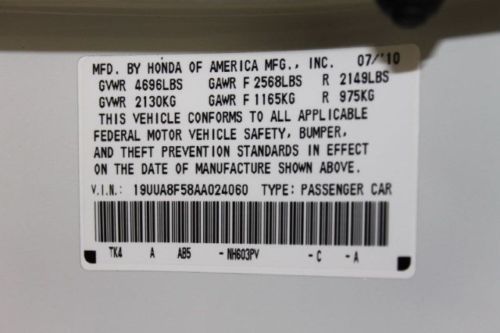 MFD. BY HONDA OF AMERICA MFG., INC. 07/'10
GVWR 4696LBS GAWR F 2568LBS R 2149LBS
GVWR 2130KG GAWR F 1165KG R 975KG
THIS VEHICLE CONFORMS TO ALL APPLICABLE
FEDERAL MOTOR VEHICLE SAFETY, BUMPER,
AND THEFT PREVENTION STANDARDS IN EFFECT
ON THE DATE OF MANUFACTURE SHOWN ABOVE.
V.I.N.: 19UUA8F58AA024060 TYPE: PASSENGER CAR
TK4 A AB5 - NH603PV - C - A